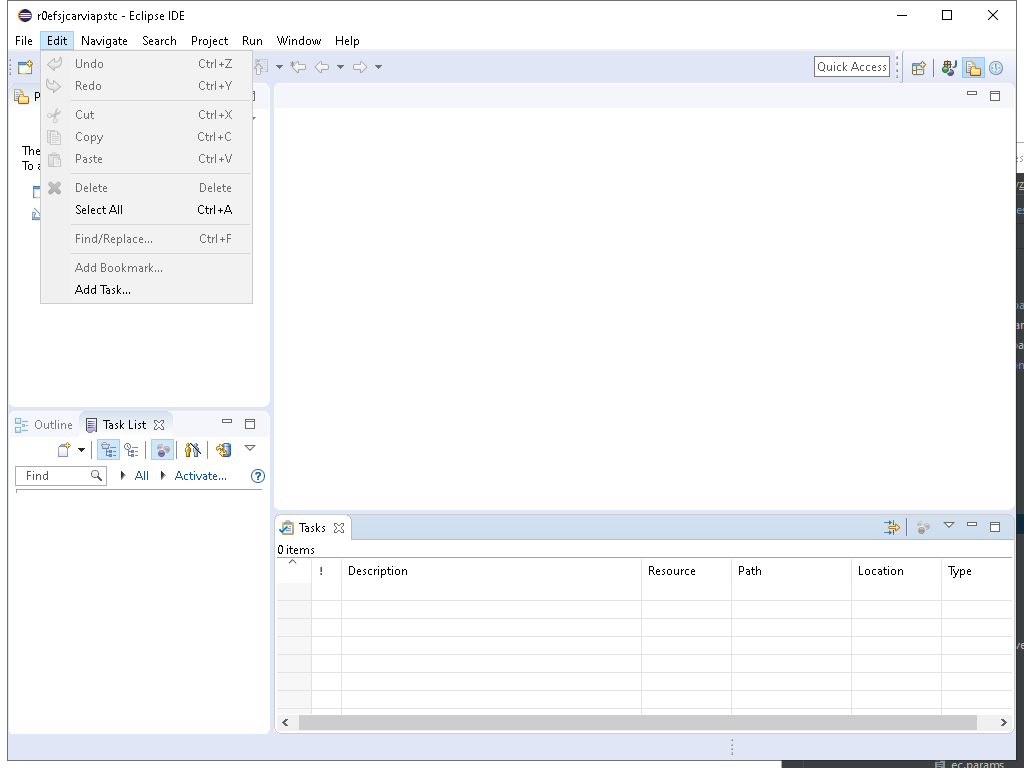 r0efsjcarviapstc - Eclipse IDE
File Edit Navigate Search Project Run Window Help
Quick Access
Undo Ctrl+Z
Redo Ctrl+Y
Cut Ctrl+X
Copy Ctrl+C
Paste Ctrl+V
Delete Delete
Select All Ctrl+A
Find/Replace... Ctrl+F
Add Bookmark...
Add Task...
The
To
Outline Task List
Find All Activate...
Tasks
0 items
! Description Resource Path Location Type
ec.params